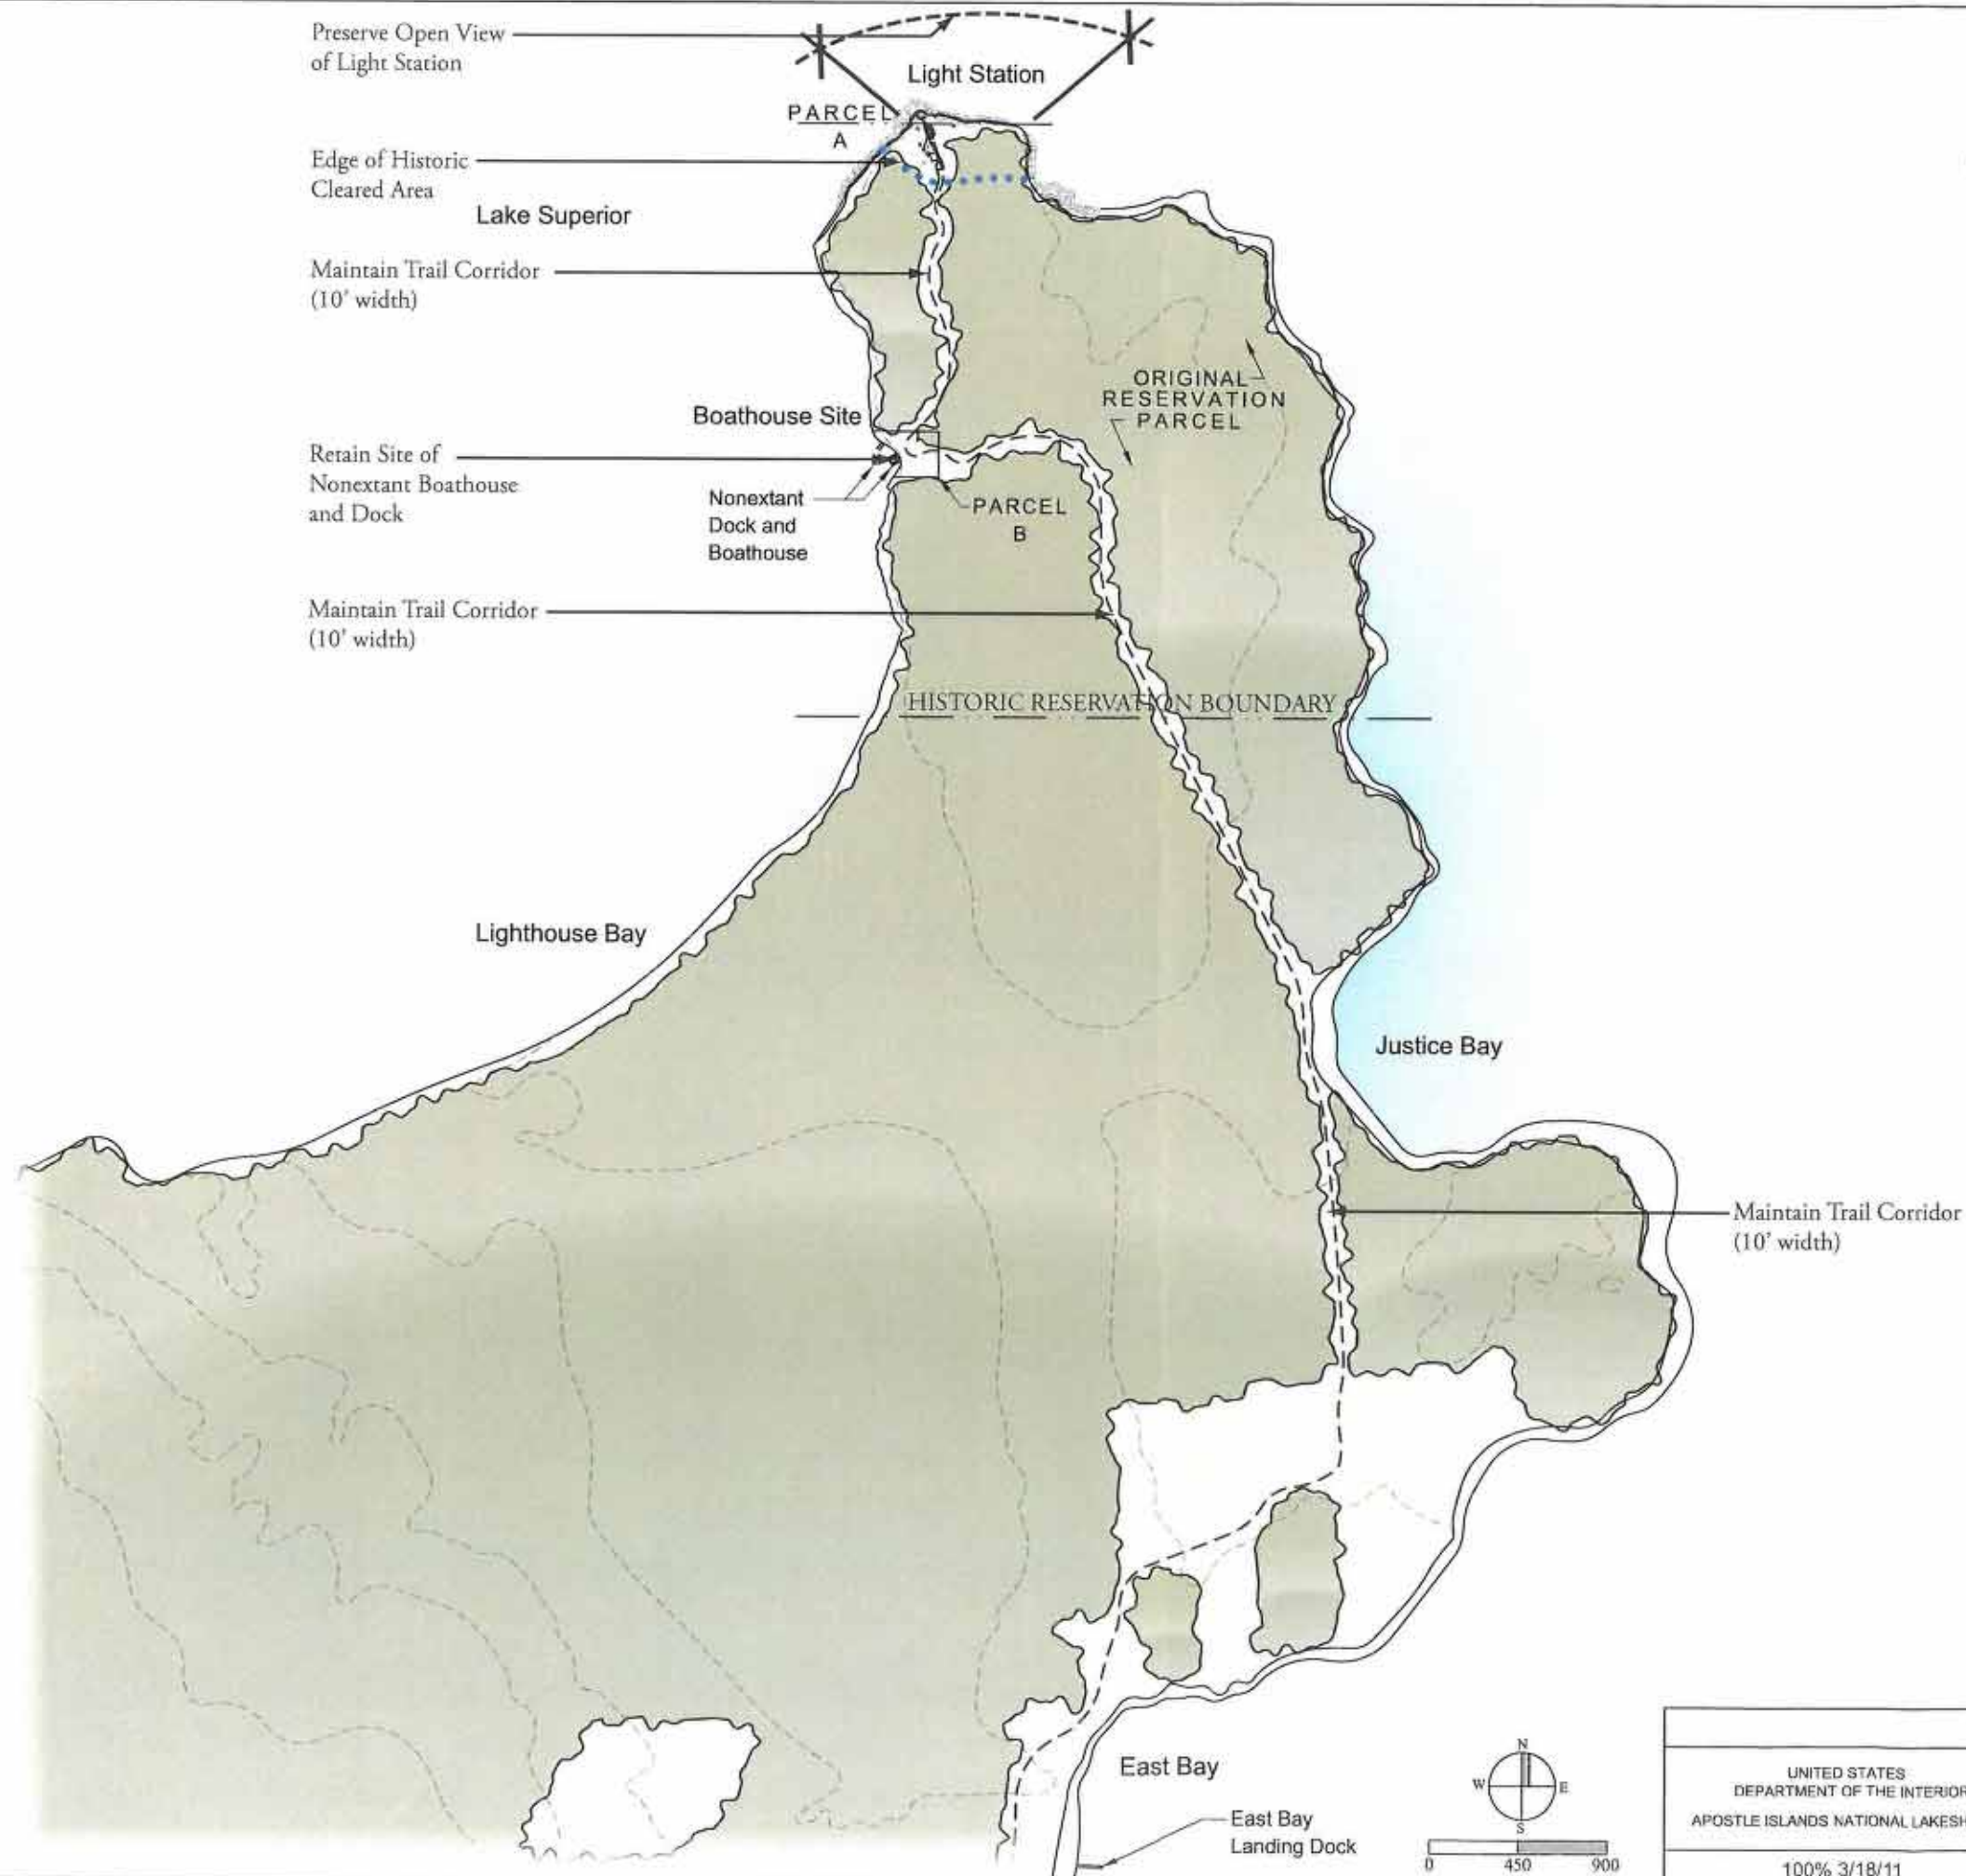 Preserve Open View
of Light Station
Light Station
PARCEL
A
Edge of Historic
Cleared Area
Lake Superior
Maintain Trail Corridor
(10' width)
ORIGINAL
RESERVATION
PARCEL
Boathouse Site
Retain Site of
Nonextant Boathouse
and Dock
Nonextant
Dock and
Boathouse
PARCEL
B
Maintain Trail Corridor
(10' width)
HISTORIC RESERVATION BOUNDARY
Lighthouse Bay
Justice Bay
Maintain Trail Corridor
(10' width)
East Bay
East Bay
Landing Dock
N
W E
S
0 450 900
UNITED STATES
DEPARTMENT OF THE INTERIOR
APOSTLE ISLANDS NATIONAL LAKESH
100% 3/18/11